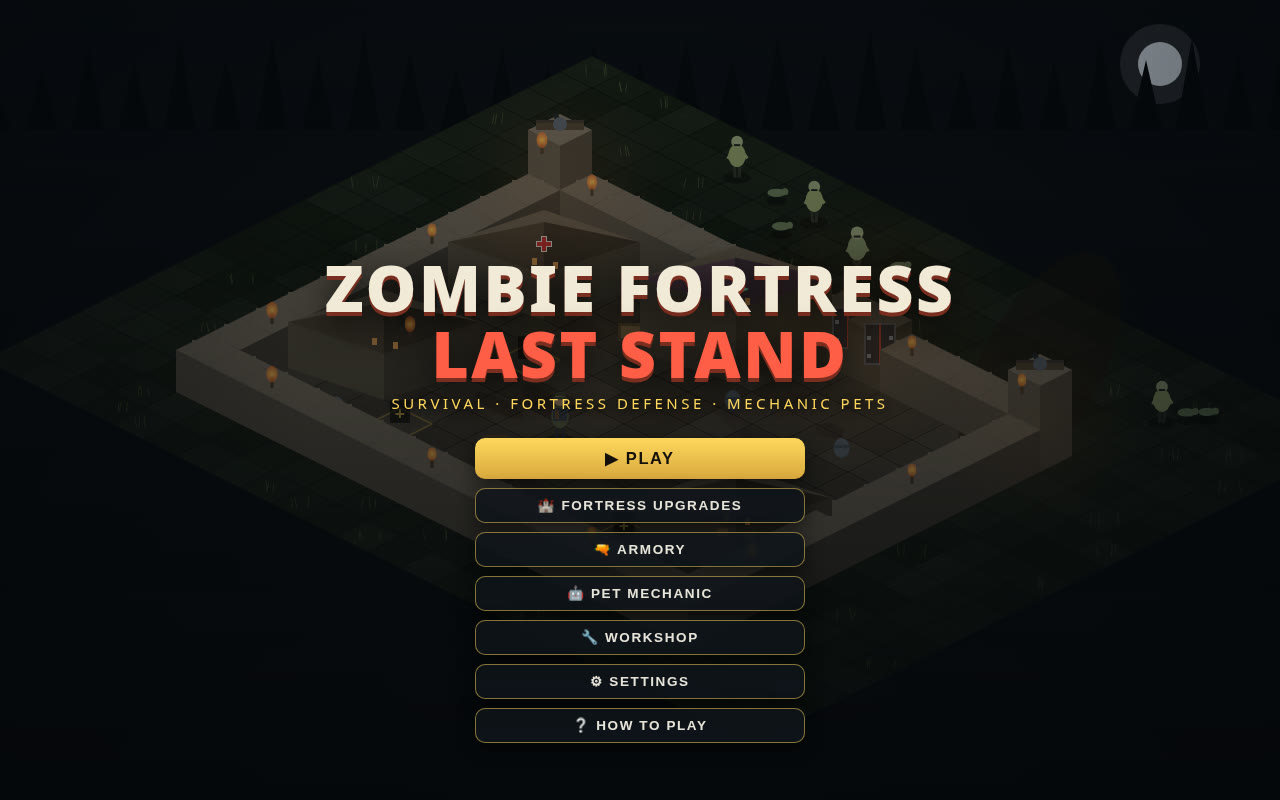 ZOMBIE FORTRESS
LAST STAND
SURVIVAL · FORTRESS DEFENSE · MECHANIC PETS
▶ PLAY
🏰 FORTRESS UPGRADES
🔫 ARMORY
🤖 PET MECHANIC
🔧 WORKSHOP
⚙ SETTINGS
❔ HOW TO PLAY